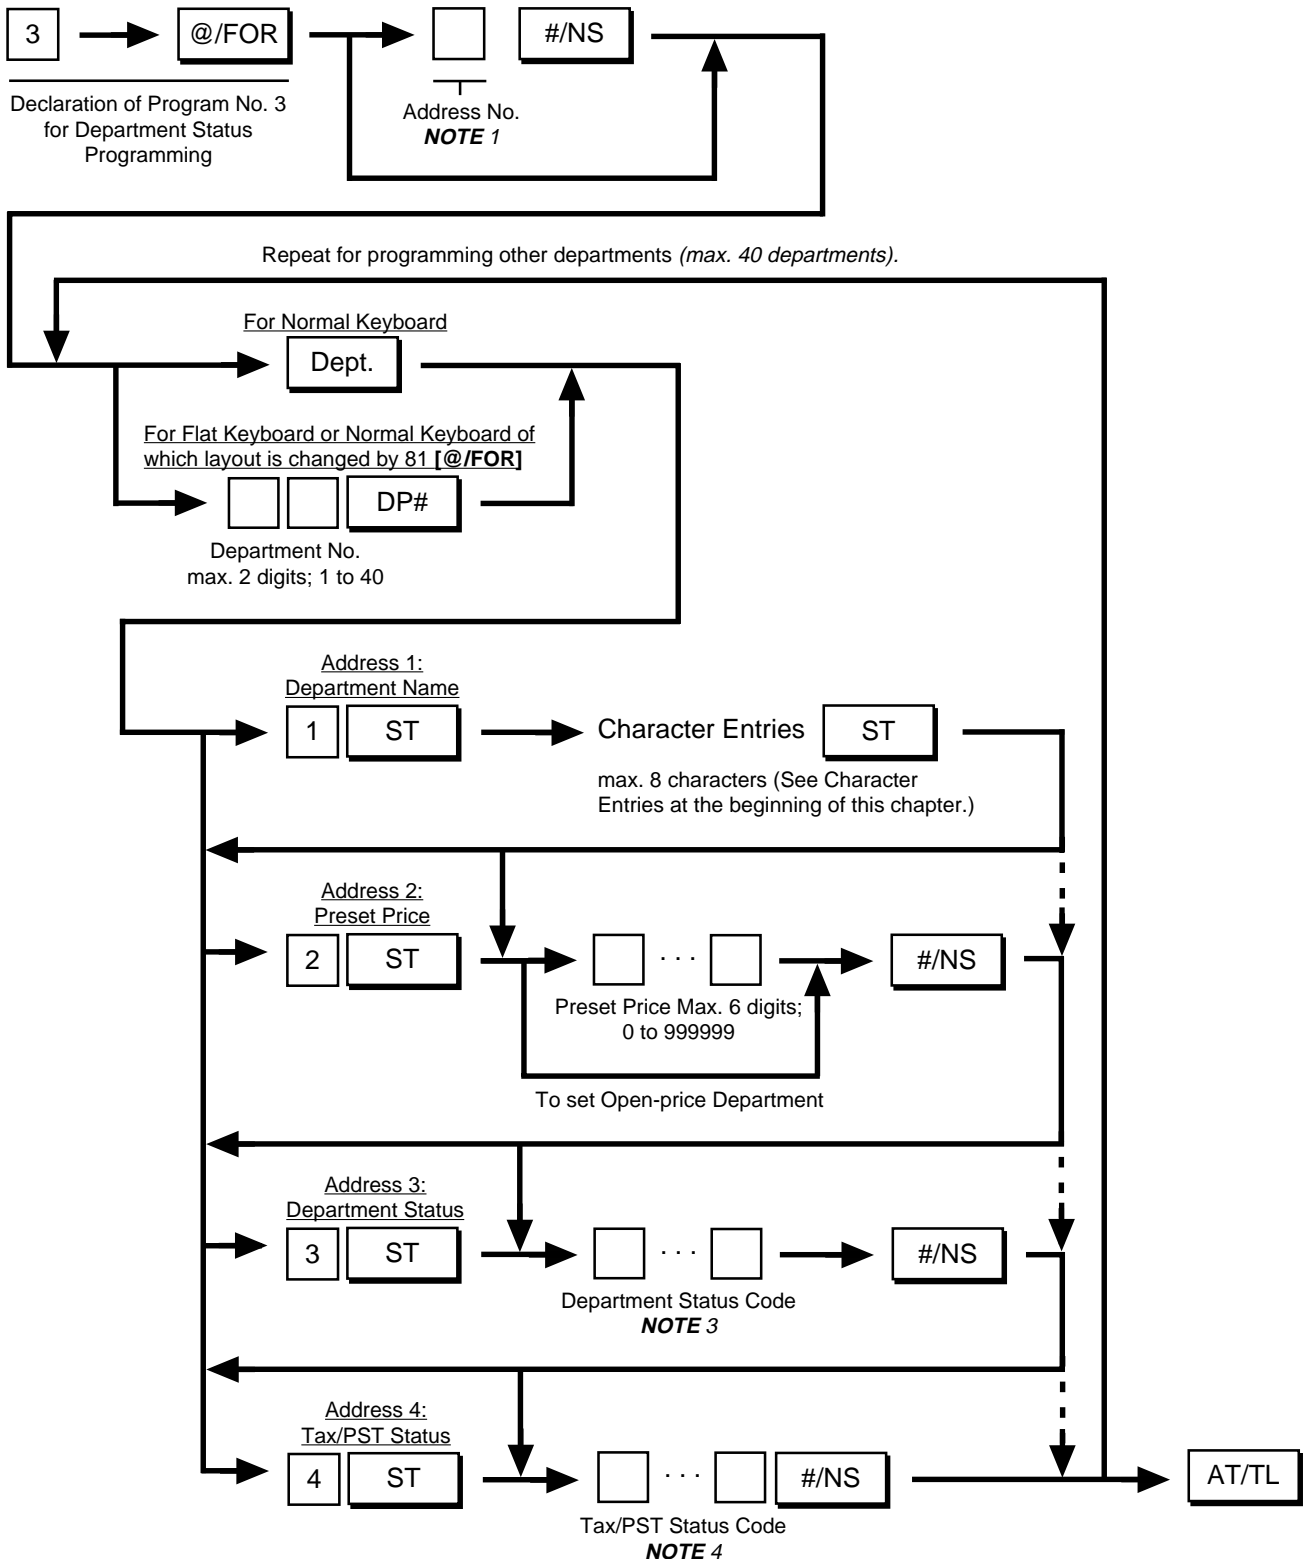 3 @/FOR #/NS
Declaration of Program No. 3
for Department Status
Programming
Address No.
NOTE 1
Repeat for programming other departments (max. 40 departments).
For Normal Keyboard
Dept.
For Flat Keyboard or Normal Keyboard of
which layout is changed by 81 [@/FOR]
DP#
Department No.
max. 2 digits; 1 to 40
Address 1:
Department Name
1 ST Character Entries ST
max. 8 characters (See Character
Entries at the beginning of this chapter.)
Address 2:
Preset Price
2 ST · · · #/NS
Preset Price Max. 6 digits;
0 to 999999
To set Open-price Department
Address 3:
Department Status
3 ST · · · #/NS
Department Status Code
NOTE 3
Address 4:
Tax/PST Status
4 ST · · · #/NS AT/TL
Tax/PST Status Code
NOTE 4